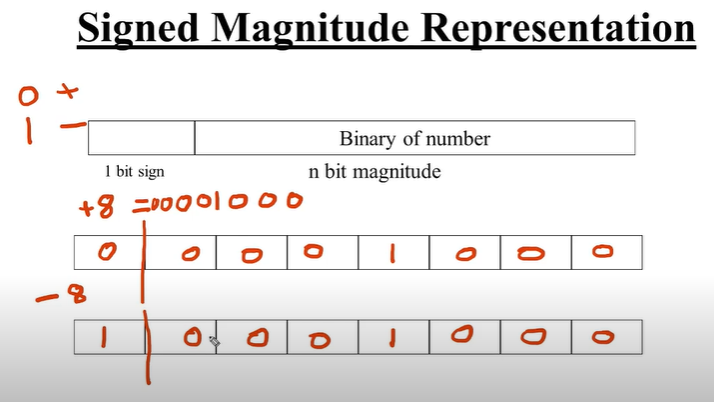 Signed Magnitude Representation
0 +
1 −
Binary of number
1 bit sign
n bit magnitude
+8 = 00001000
0 0 0 0 1 0 0 0
− 8
1 0 0 0 1 0 0 0